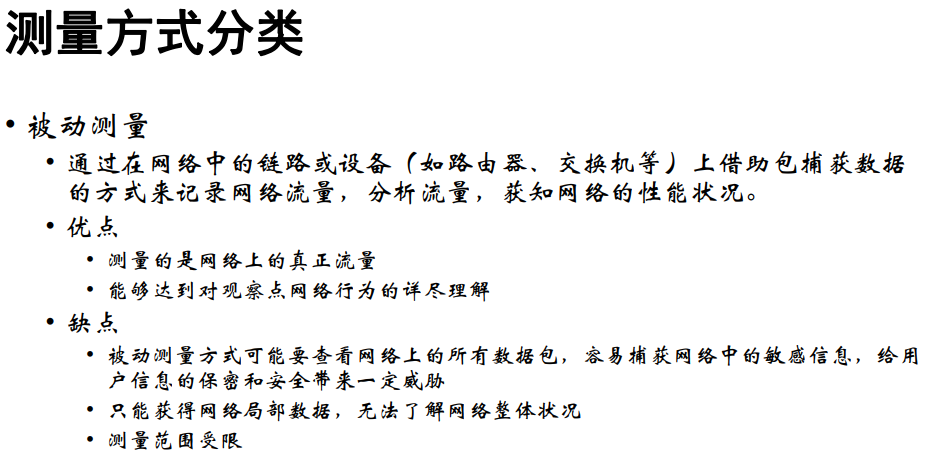 测量方式分类
• 被动测量
• 通过在网络中的链路或设备（如路由器、交换机等）上借助包捕获数据
的方式来记录网络流量，分析流量，获知网络的性能状况。
• 优点
• 测量的是网络上的真正流量
• 能够达到对观察点网络行为的详尽理解
• 缺点
• 被动测量方式可能要查看网络上的所有数据包，容易捕获网络中的敏感信息，给用
户信息的保密和安全带来一定威胁
• 只能获得网络局部数据，无法了解网络整体状况
• 测量范围受限